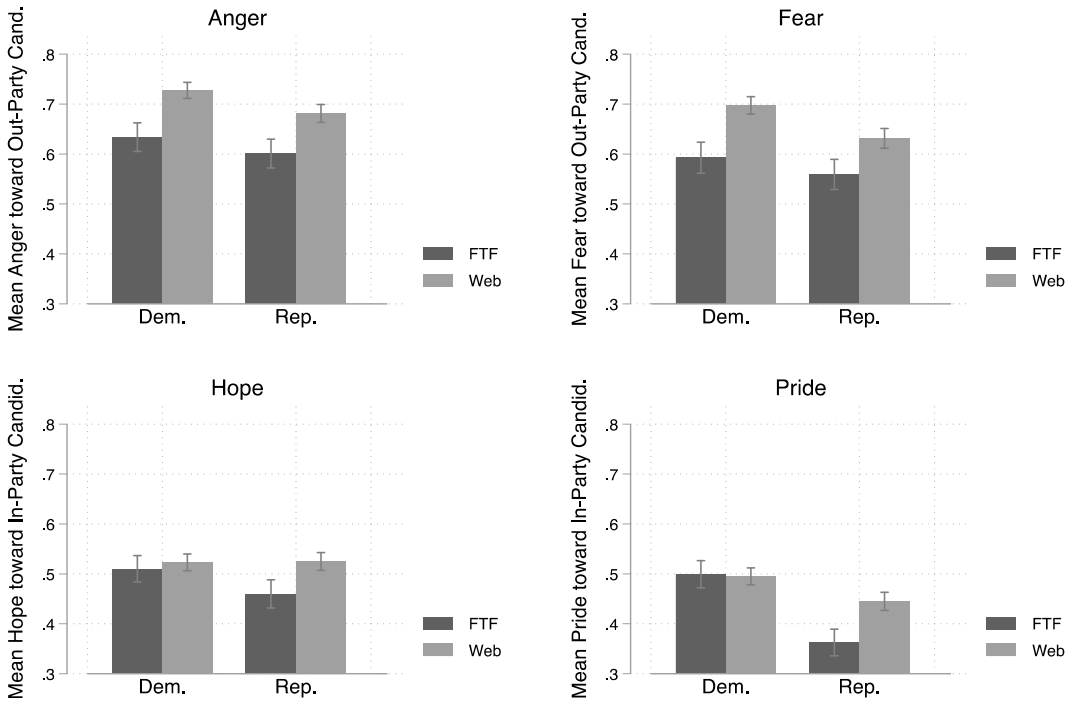 Anger
Mean Anger toward Out-Party Cand.
.8
.7
.6
.5
.4
.3
Dem.
Rep.
FTF
Web
Fear
Mean Fear toward Out-Party Cand.
.8
.7
.6
.5
.4
.3
Dem.
Rep.
FTF
Web
Hope
Mean Hope toward In-Party Candid.
.8
.7
.6
.5
.4
.3
Dem.
Rep.
FTF
Web
Pride
Mean Pride toward In-Party Candid.
.8
.7
.6
.5
.4
.3
Dem.
Rep.
FTF
Web